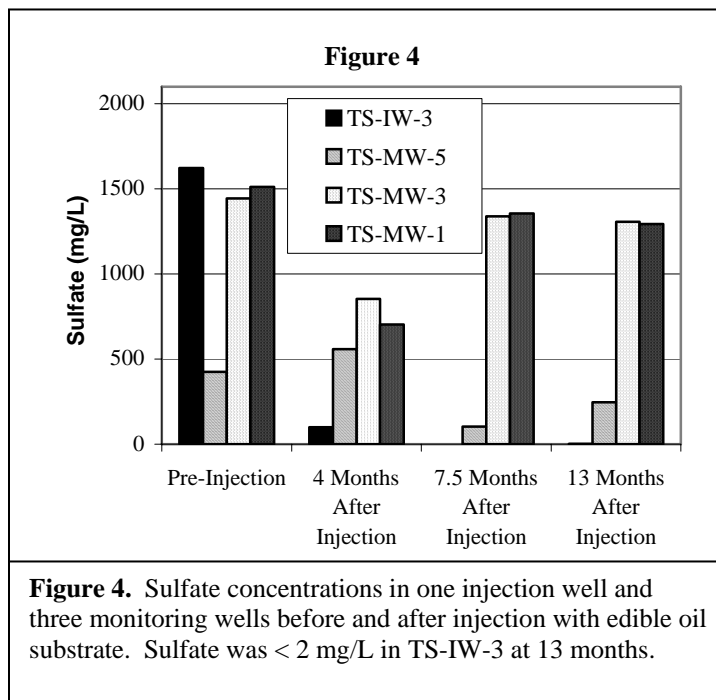 Figure 4
2000
1500
1000
500
0
Sulfate (mg/L)
TS-IW-3
TS-MW-5
TS-MW-3
TS-MW-1
Pre-Injection
4 Months
After
Injection
7.5 Months
After
Injection
13 Months
After
Injection
Figure 4. Sulfate concentrations in one injection well and
three monitoring wells before and after injection with edible oil
substrate. Sulfate was < 2 mg/L in TS-IW-3 at 13 months.